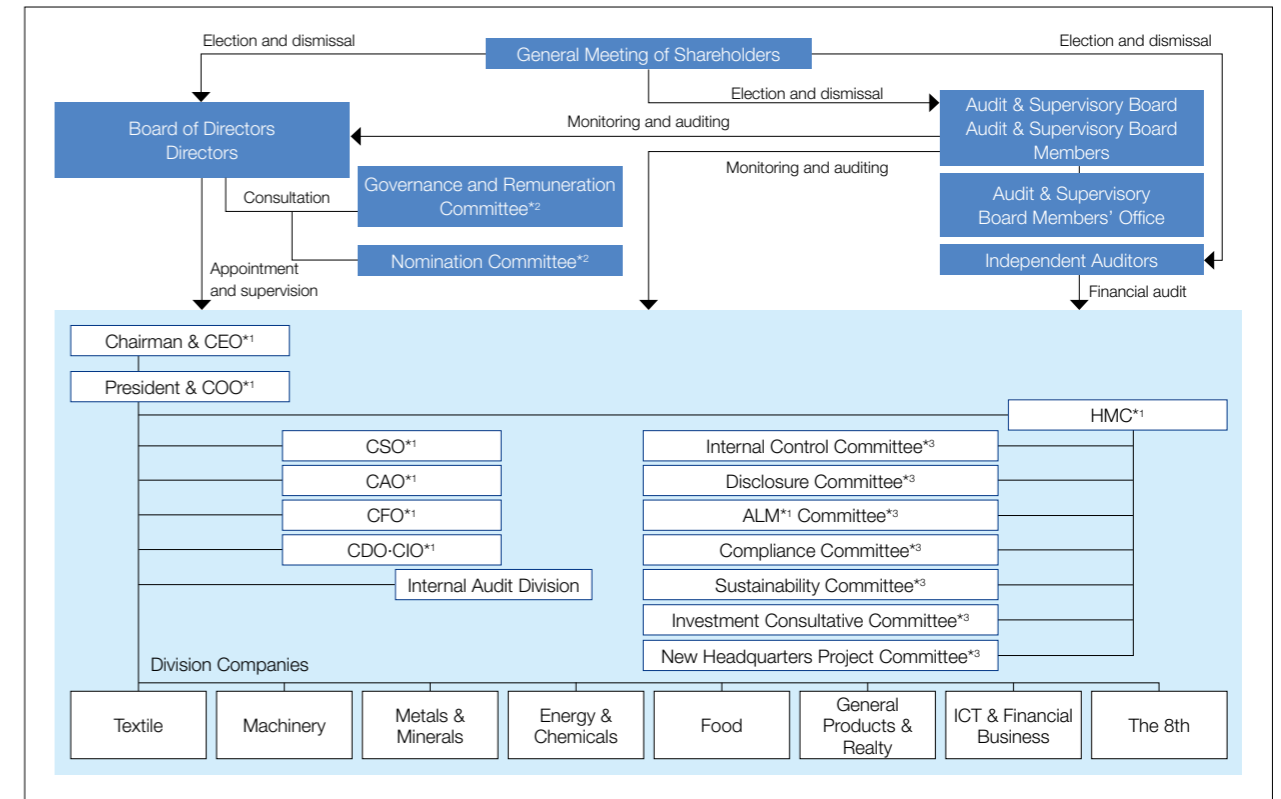 Election and dismissal
General Meeting of Shareholders
Election and dismissal
Election and dismissal
Board of Directors
Directors
Monitoring and auditing
Audit & Supervisory Board
Audit & Supervisory Board
Members
Monitoring and auditing
Consultation
Governance and Remuneration
Committee*2
Audit & Supervisory
Board Members’ Office
Nomination Committee*2
Independent Auditors
Appointment
and supervision
Financial audit
Chairman & CEO*1
President & COO*1
HMC*1
CSO*1
CAO*1
CFO*1
CDO·CIO*1
Internal Audit Division
Internal Control Committee*3
Disclosure Committee*3
ALM*1 Committee*3
Compliance Committee*3
Sustainability Committee*3
Investment Consultative Committee*3
New Headquarters Project Committee*3
Division Companies
Textile
Machinery
Metals &
Minerals
Energy &
Chemicals
Food
General
Products &
Realty
ICT & Financial
Business
The 8th